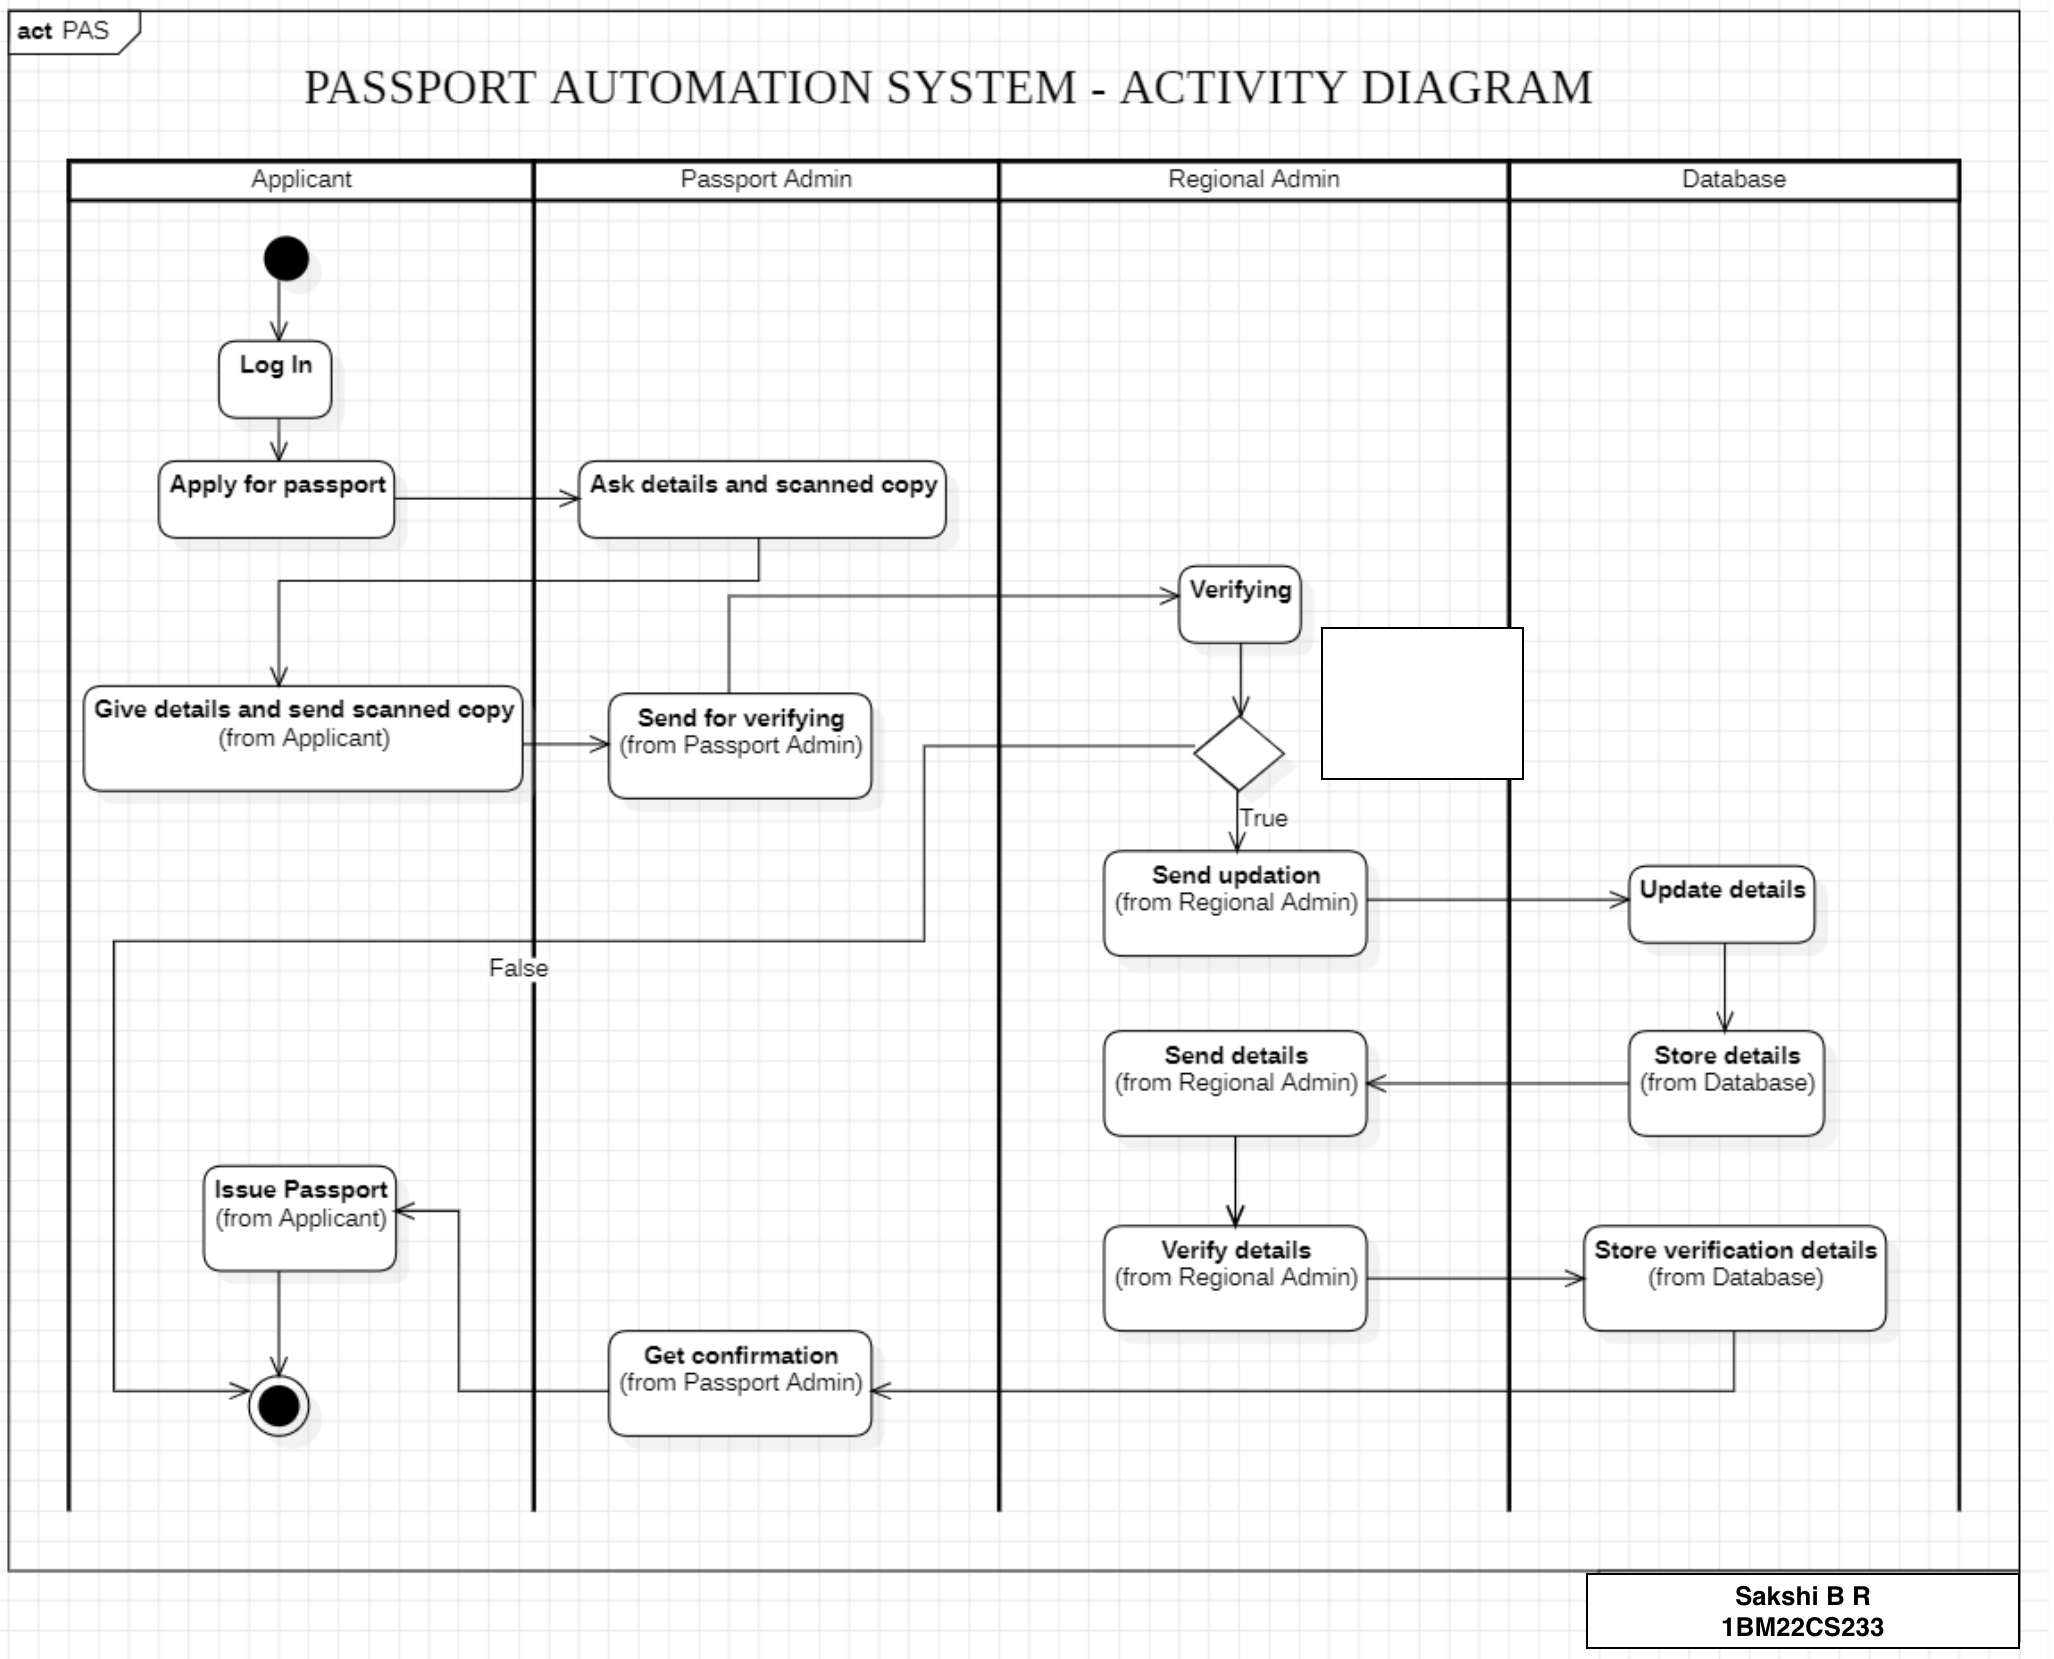 act PAS
PASSPORT AUTOMATION SYSTEM - ACTIVITY DIAGRAM
Applicant
Passport Admin
Regional Admin
Database
Log In
Apply for passport
Ask details and scanned copy
Verifying
Give details and send scanned copy
(from Applicant)
Send for verifying
(from Passport Admin)
True
Send updation
(from Regional Admin)
Update details
False
Send details
(from Regional Admin)
Store details
(from Database)
Issue Passport
(from Applicant)
Verify details
(from Regional Admin)
Store verification details
(from Database)
Get confirmation
(from Passport Admin)
Sakshi B R
1BM22CS233